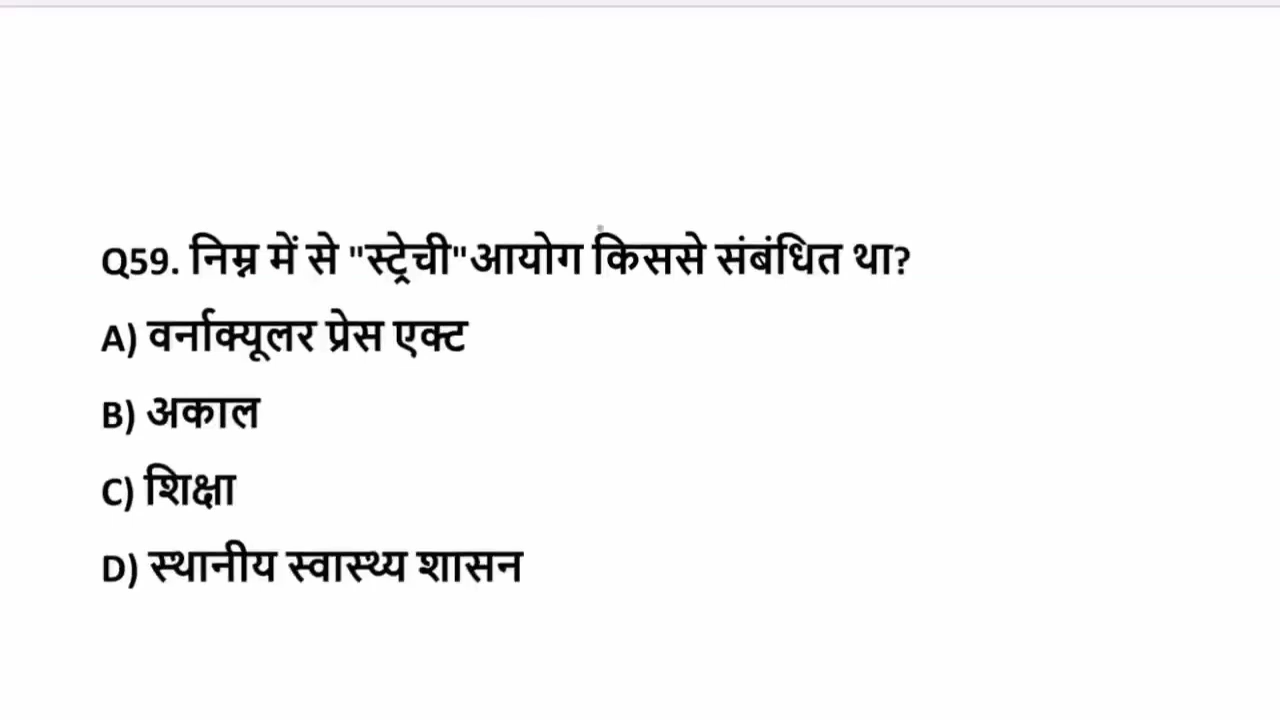 Q59. निम्न में से "स्ट्रेची"आयोग किससे संबंधित था?
A) वर्नाक्यूलर प्रेस एक्ट
B) अकाल
C) शिक्षा
D) स्थानीय स्वास्थ्य शासन